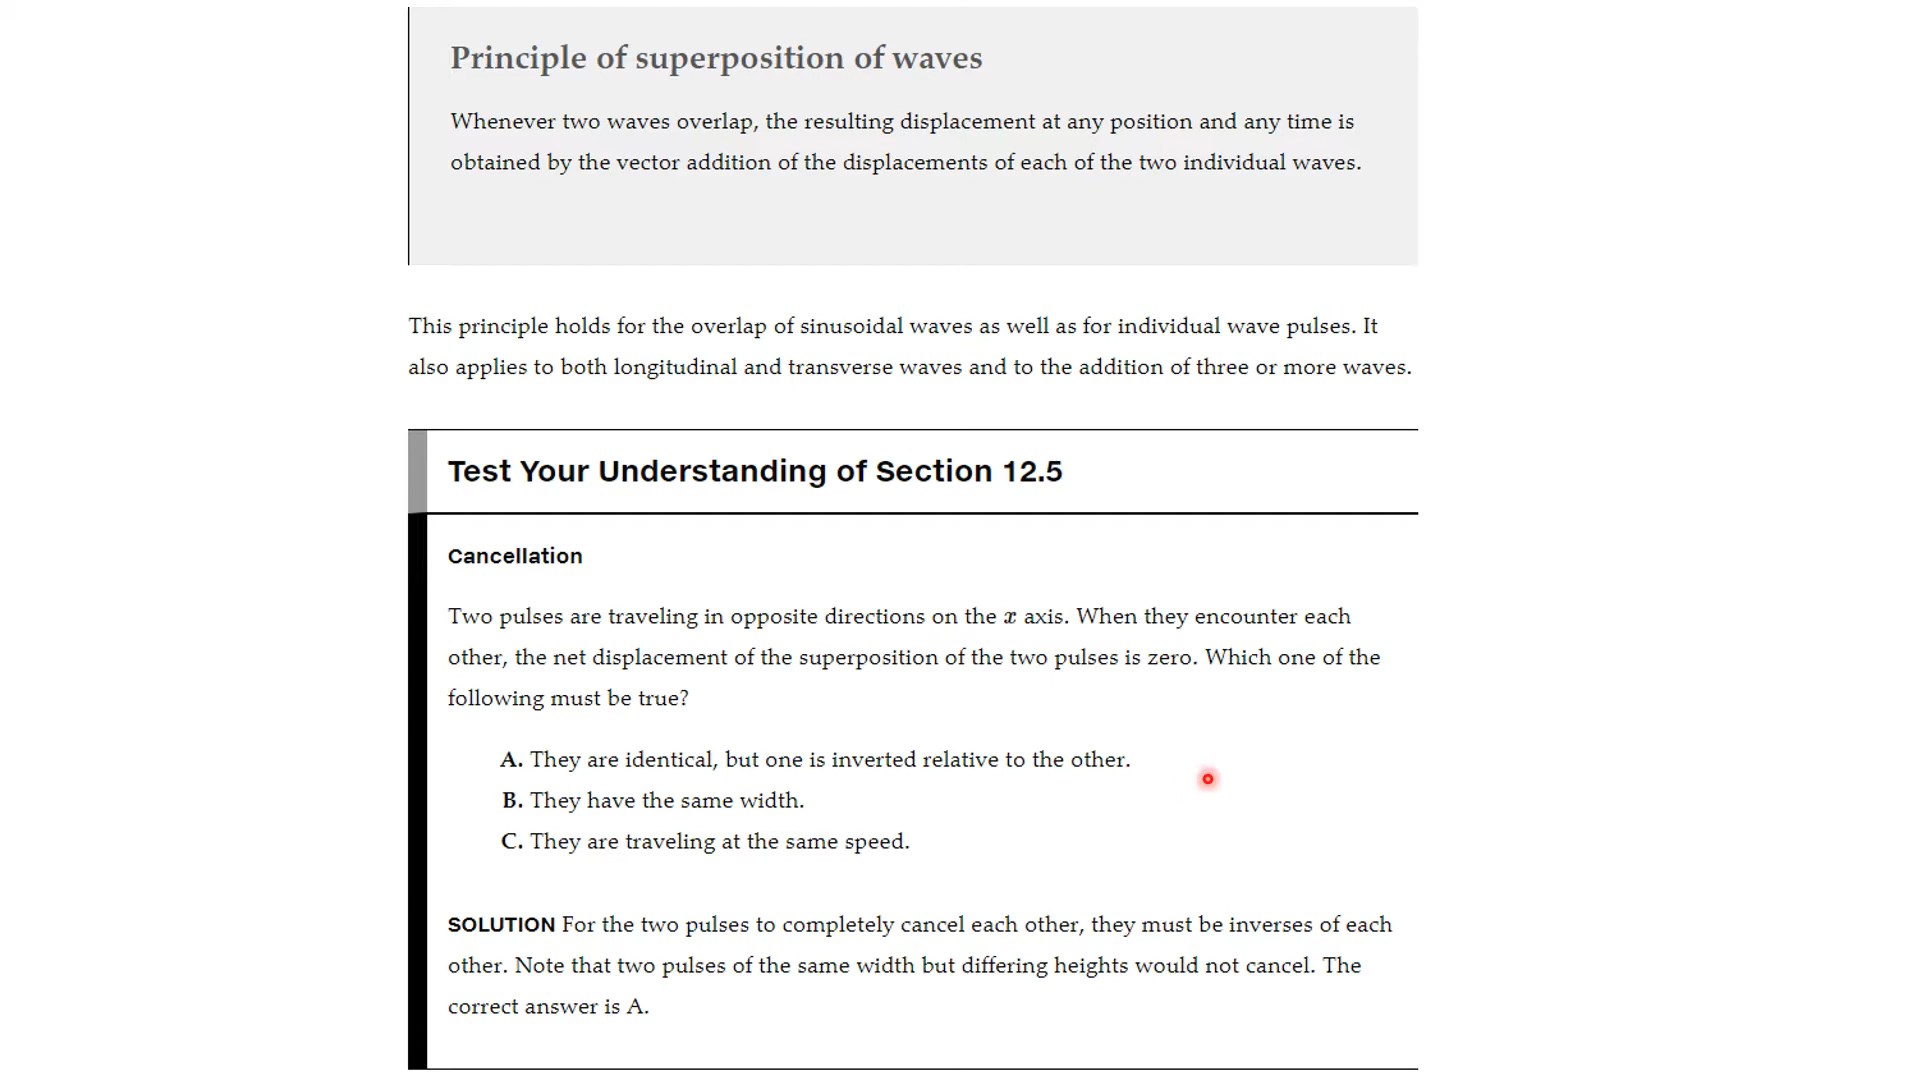 Principle of superposition of waves
Whenever two waves overlap, the resulting displacement at any position and any time is
obtained by the vector addition of the displacements of each of the two individual waves.
This principle holds for the overlap of sinusoidal waves as well as for individual wave pulses. It
also applies to both longitudinal and transverse waves and to the addition of three or more waves.
Test Your Understanding of Section 12.5
Cancellation
Two pulses are traveling in opposite directions on the x axis. When they encounter each
other, the net displacement of the superposition of the two pulses is zero. Which one of the
following must be true?
A. They are identical, but one is inverted relative to the other.
B. They have the same width.
C. They are traveling at the same speed.
SOLUTION For the two pulses to completely cancel each other, they must be inverses of each
other. Note that two pulses of the same width but differing heights would not cancel. The
correct answer is A.